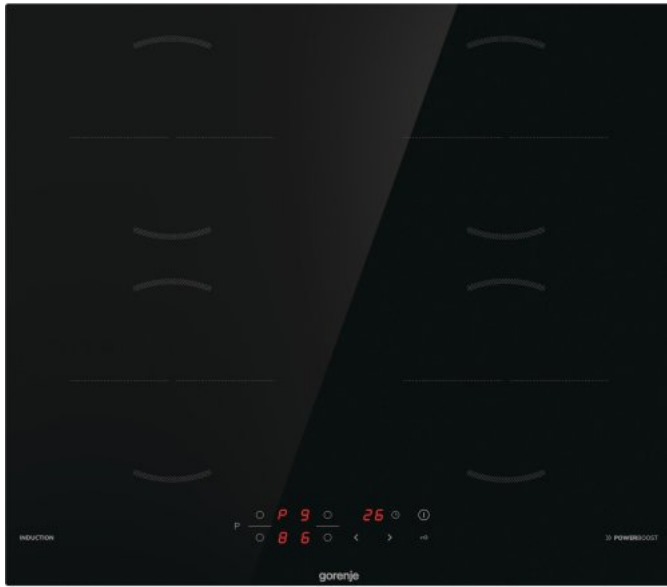 P 9 26
P
8 6 < >
INDUCTION
POWERBOOST
gorenje